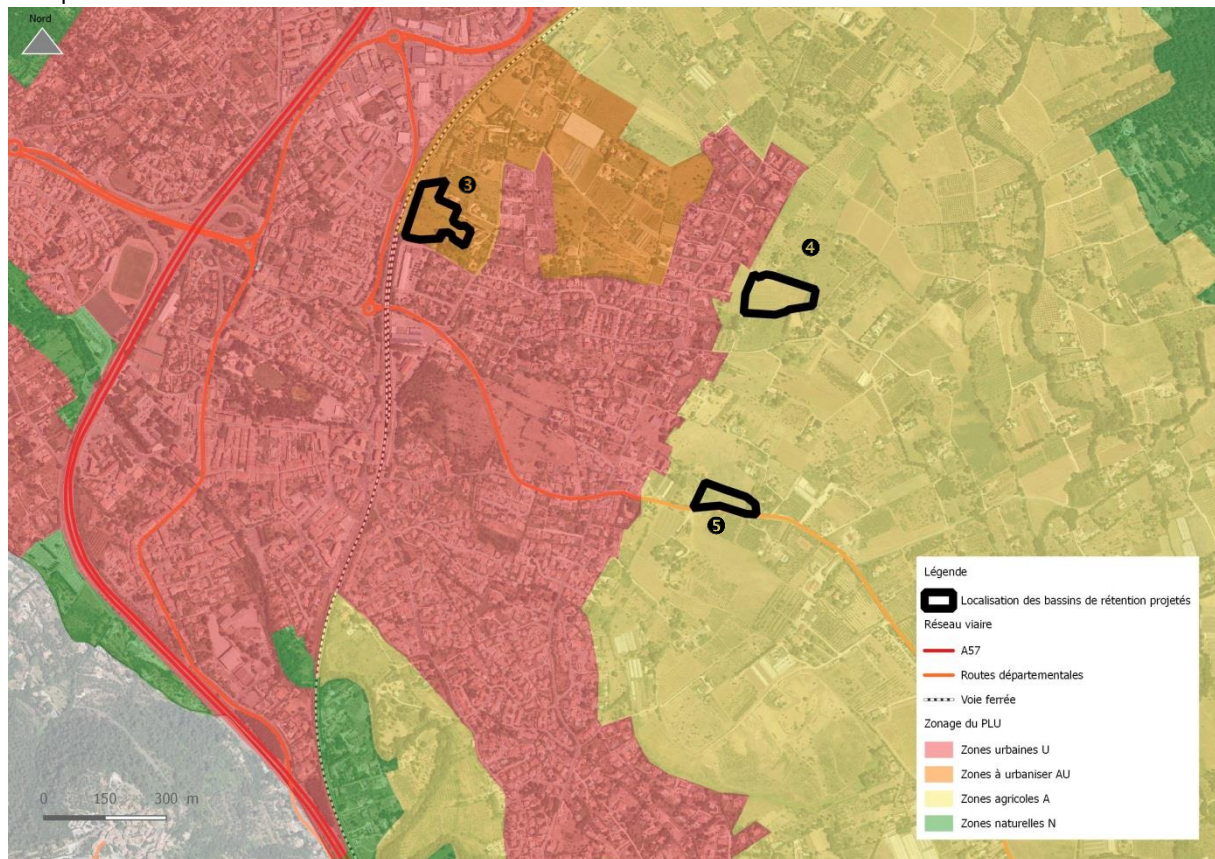 Nord
❸
❹
❺
0 150 300 m
Légende
Localisation des bassins de rétention projetés
Réseau viaire
A57
Routes départementales
Voie ferrée
Zonage du PLU
Zones urbaines U
Zones à urbaniser AU
Zones agricoles A
Zones naturelles N